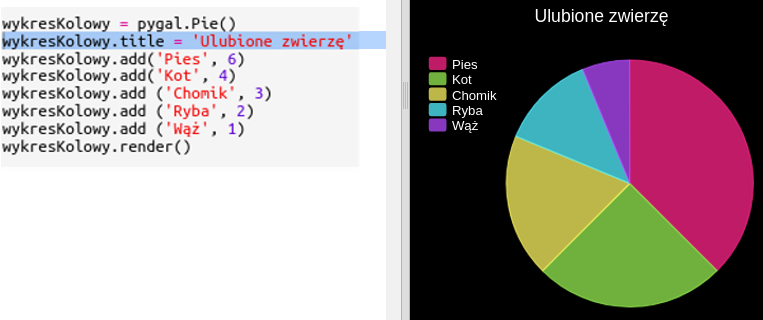 wykresKolowy = pygal.Pie()
wykresKolowy.title = 'Ulubione zwierzę'
wykresKolowy.add('Pies', 6)
wykresKolowy.add('Kot', 4)
wykresKolowy.add ('Chomik', 3)
wykresKolowy.add ('Ryba', 2)
wykresKolowy.add ('Wąż', 1)
wykresKolowy.render()
Ulubione zwierzę
Pies
Kot
Chomik
Ryba
Wąż